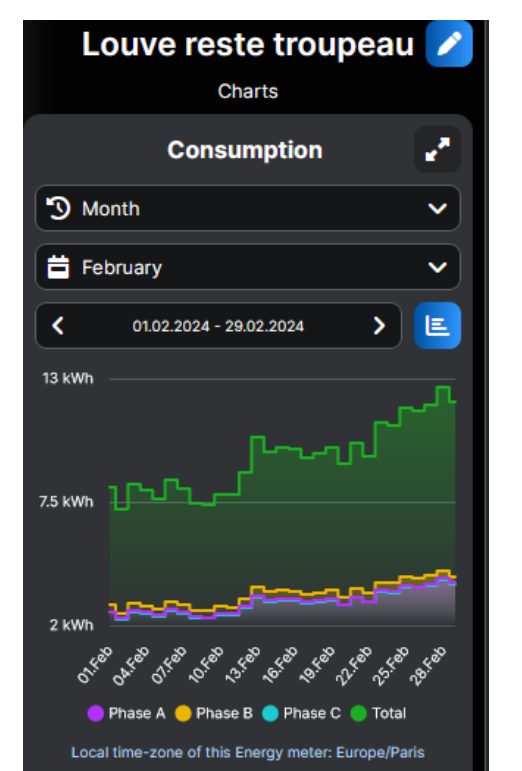 Louve reste troupeau
Charts
Consumption
Month
February
01.02.2024 - 29.02.2024
13 kWh
7.5 kWh
2 kWh
01.Feb 04.Feb 07.Feb 10.Feb 13.Feb 16.Feb 19.Feb 22.Feb 25.Feb 28.Feb
Phase A Phase B Phase C Total
Local time-zone of this Energy meter: Europe/Paris